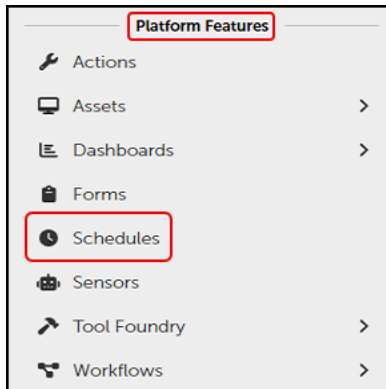 Platform Features
Actions
Assets
Dashboards
Forms
Schedules
Sensors
Tool Foundry
Workflows